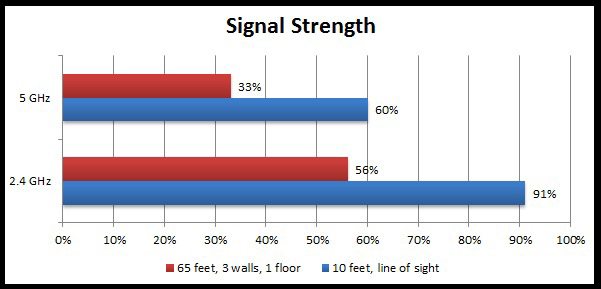 Signal Strength
5 GHz
33%
60%
2.4 GHz
56%
91%
0% 10% 20% 30% 40% 50% 60% 70% 80% 90% 100%
65 feet, 3 walls, 1 floor 10 feet, line of sight